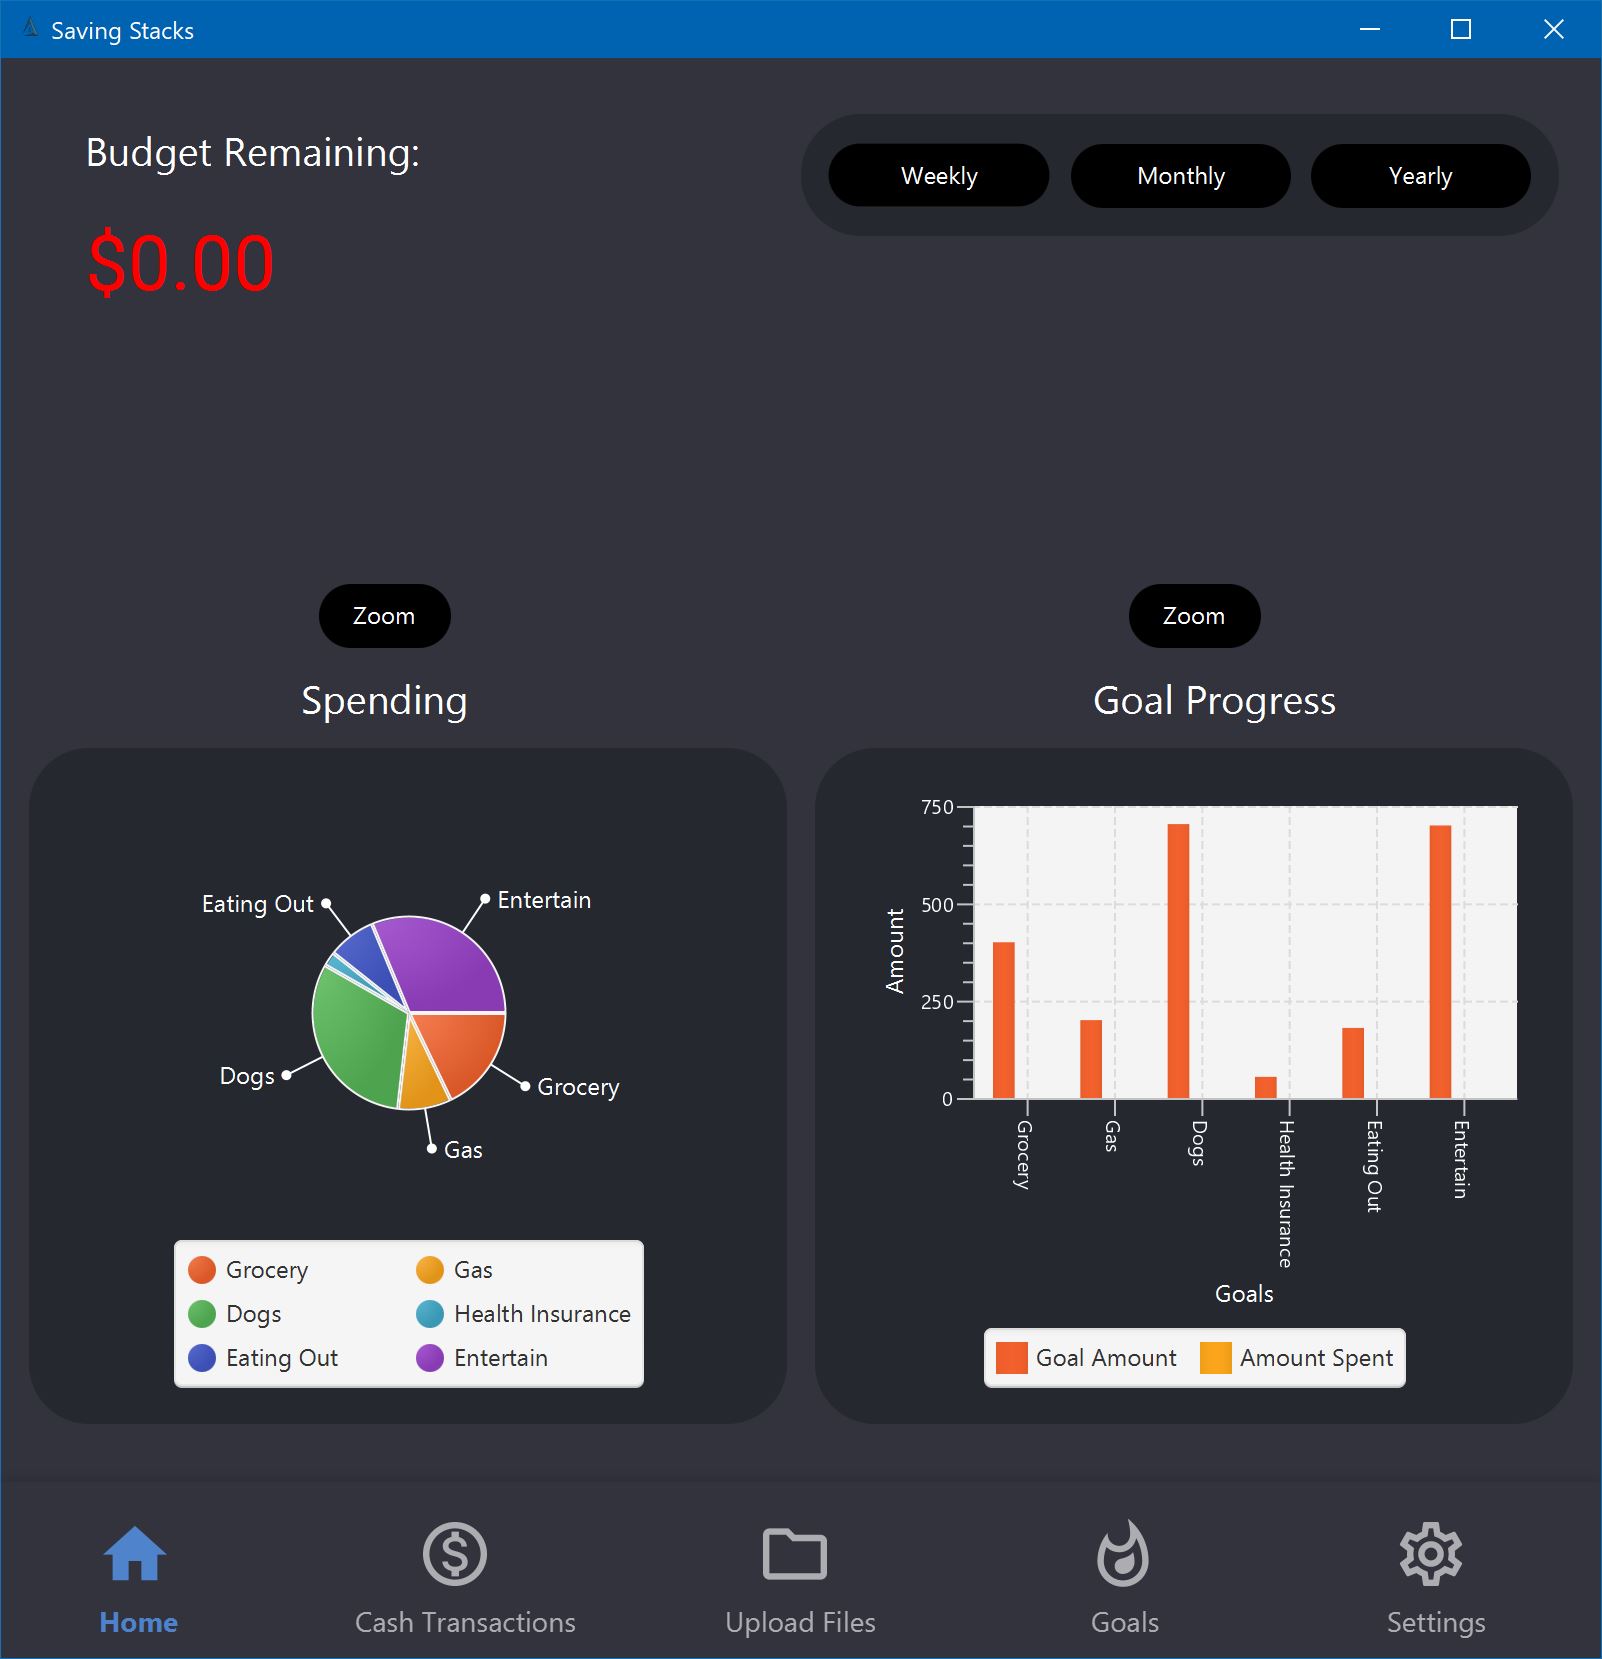 Saving Stacks
Budget Remaining:
$0.00
Weekly
Monthly
Yearly
Zoom
Spending
Eating Out
Entertain
Dogs
Grocery
Gas
Grocery
Gas
Dogs
Health Insurance
Eating Out
Entertain
Zoom
Goal Progress
750
500
250
0
Amount
Grocery
Gas
Dogs
Health Insurance
Eating Out
Entertain
Goals
Goal Amount
Amount Spent
Home
Cash Transactions
Upload Files
Goals
Settings